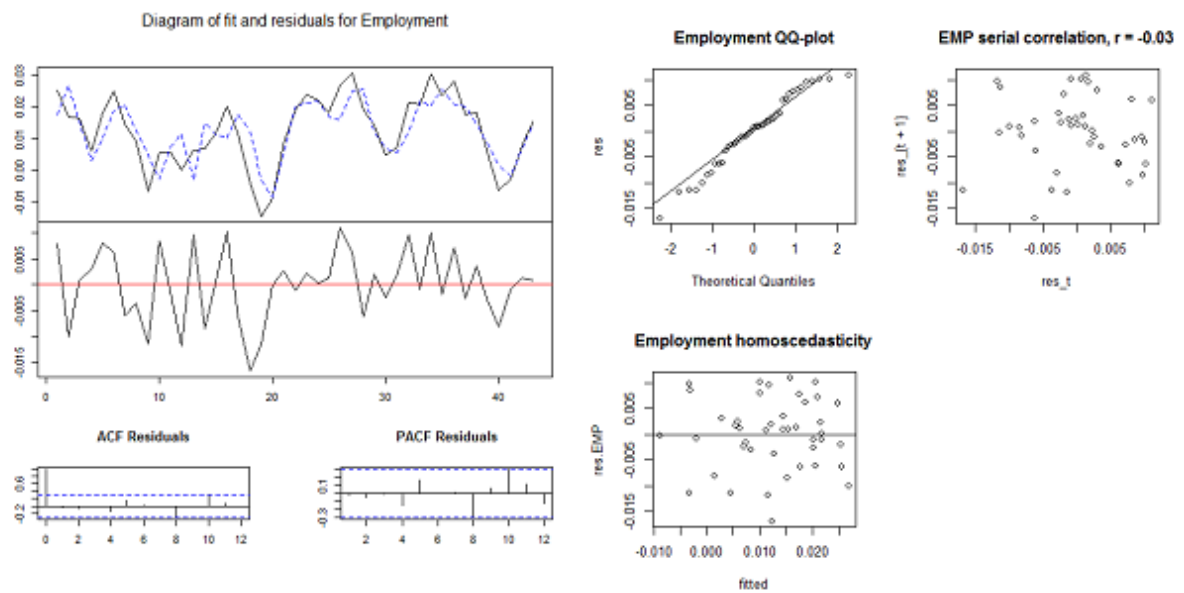 Diagram of fit and residuals for Employment
0.03
0.02
0.01
0.00
-0.01
0.005
-0.005
-0.015
0 10 20 30 40
ACF Residuals
0.6
-0.2
0 2 4 6 8 10 12
PACF Residuals
0.1
-0.3
2 4 6 8 10 12
Employment QQ-plot
res
0.005
-0.005
-0.015
-2 -1 0 1 2
Theoretical Quantiles
EMP serial correlation, r = -0.03
res_(t + 1)
0.005
-0.005
-0.015
-0.015 -0.005 0.005
res_t
Employment homoscedasticity
res.EMP
0.005
-0.005
-0.015
-0.010 0.000 0.010 0.020
fitted